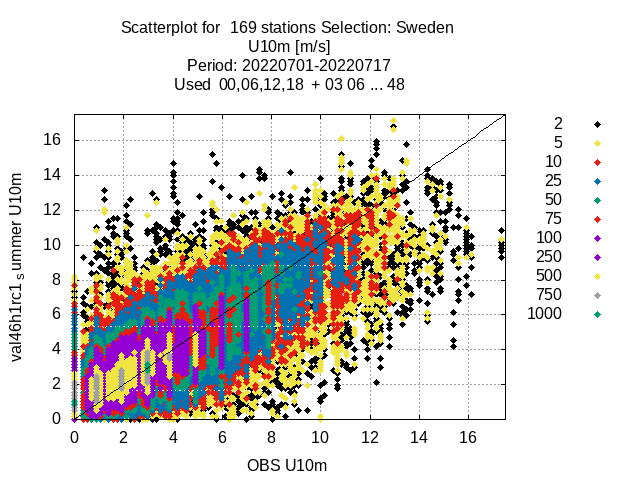 Scatterplot for 169 stations Selection: Sweden
U10m [m/s]
Period: 20220701-20220717
Used 00,06,12,18 + 03 06 ... 48
val46h1rc1 s ummer U10m
16
14
12
10
8
6
4
2
0
0 2 4 6 8 10 12 14 16
OBS U10m
2
5
10
25
50
75
100
250
500
750
1000